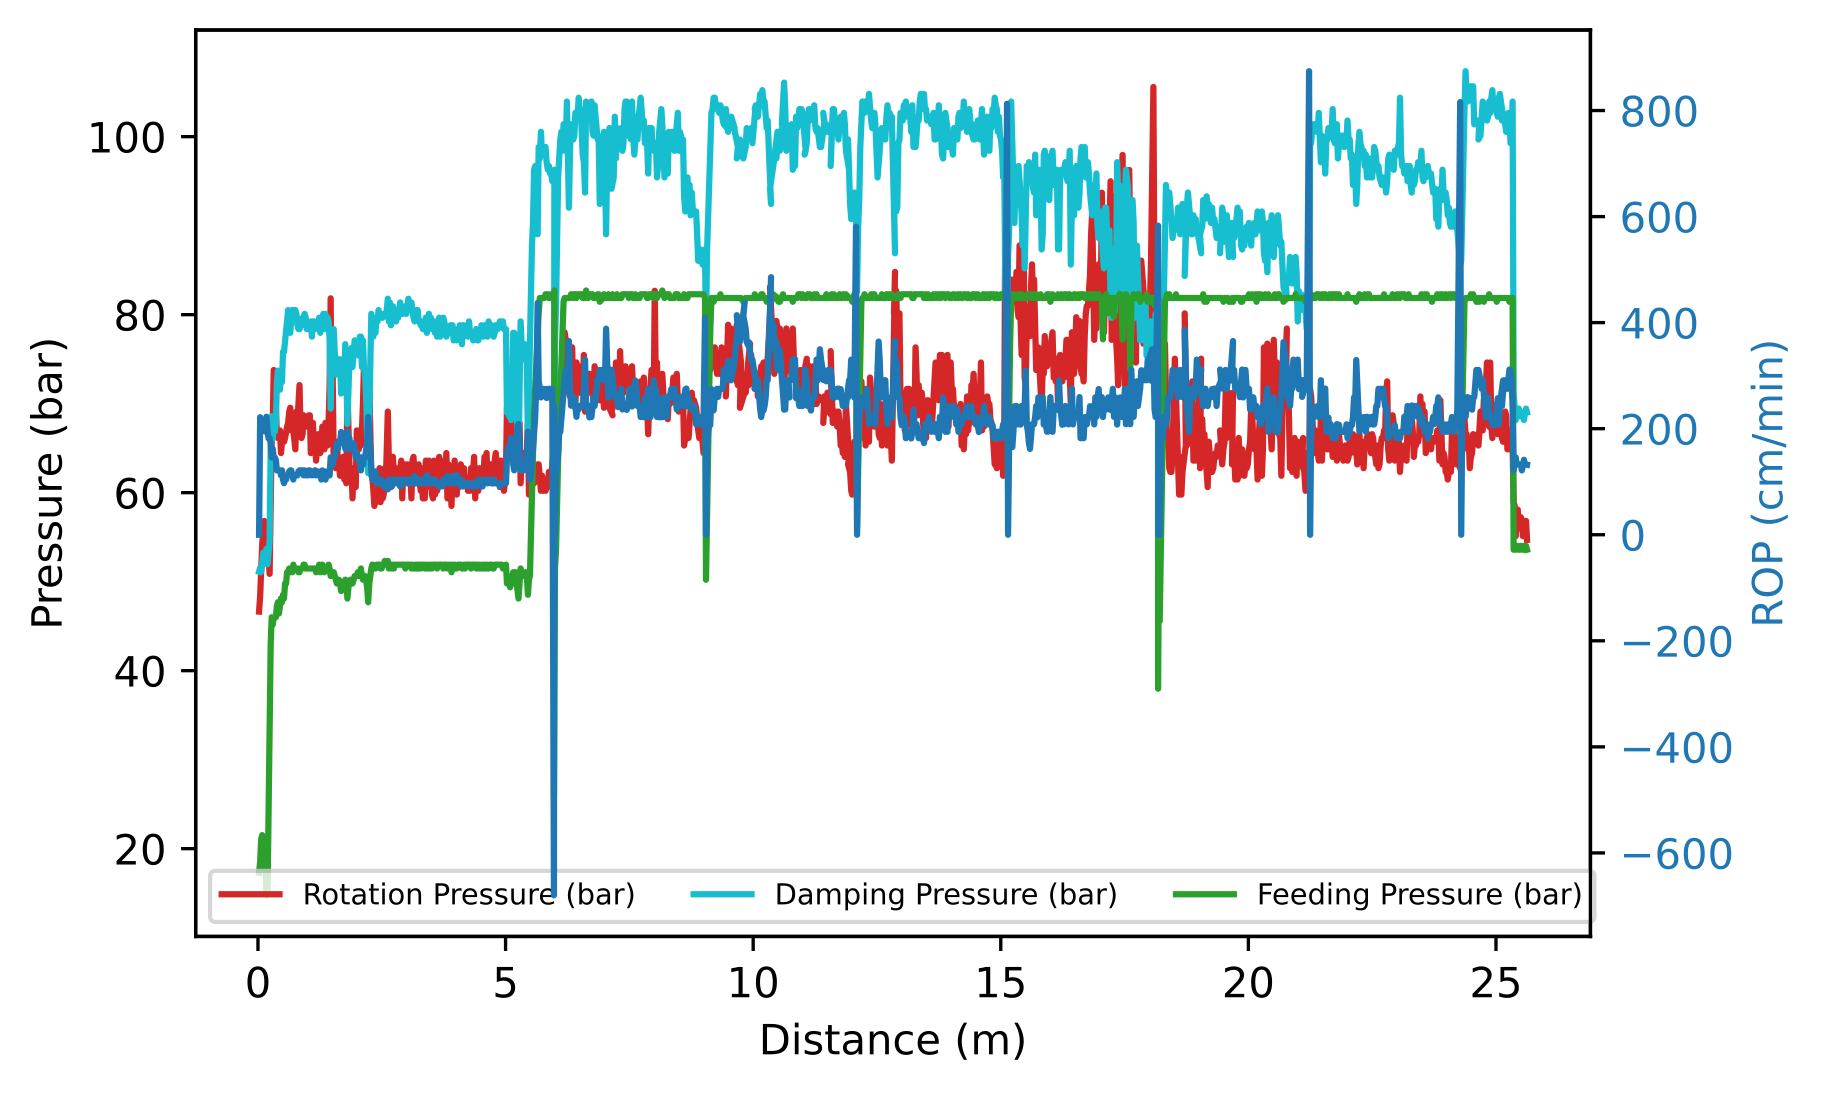 Pressure (bar)
100
80
60
40
20
800
600
400
200
0
−200
−400
−600
ROP (cm/min)
Rotation Pressure (bar) Damping Pressure (bar) Feeding Pressure (bar)
0 5 10 15 20 25
Distance (m)